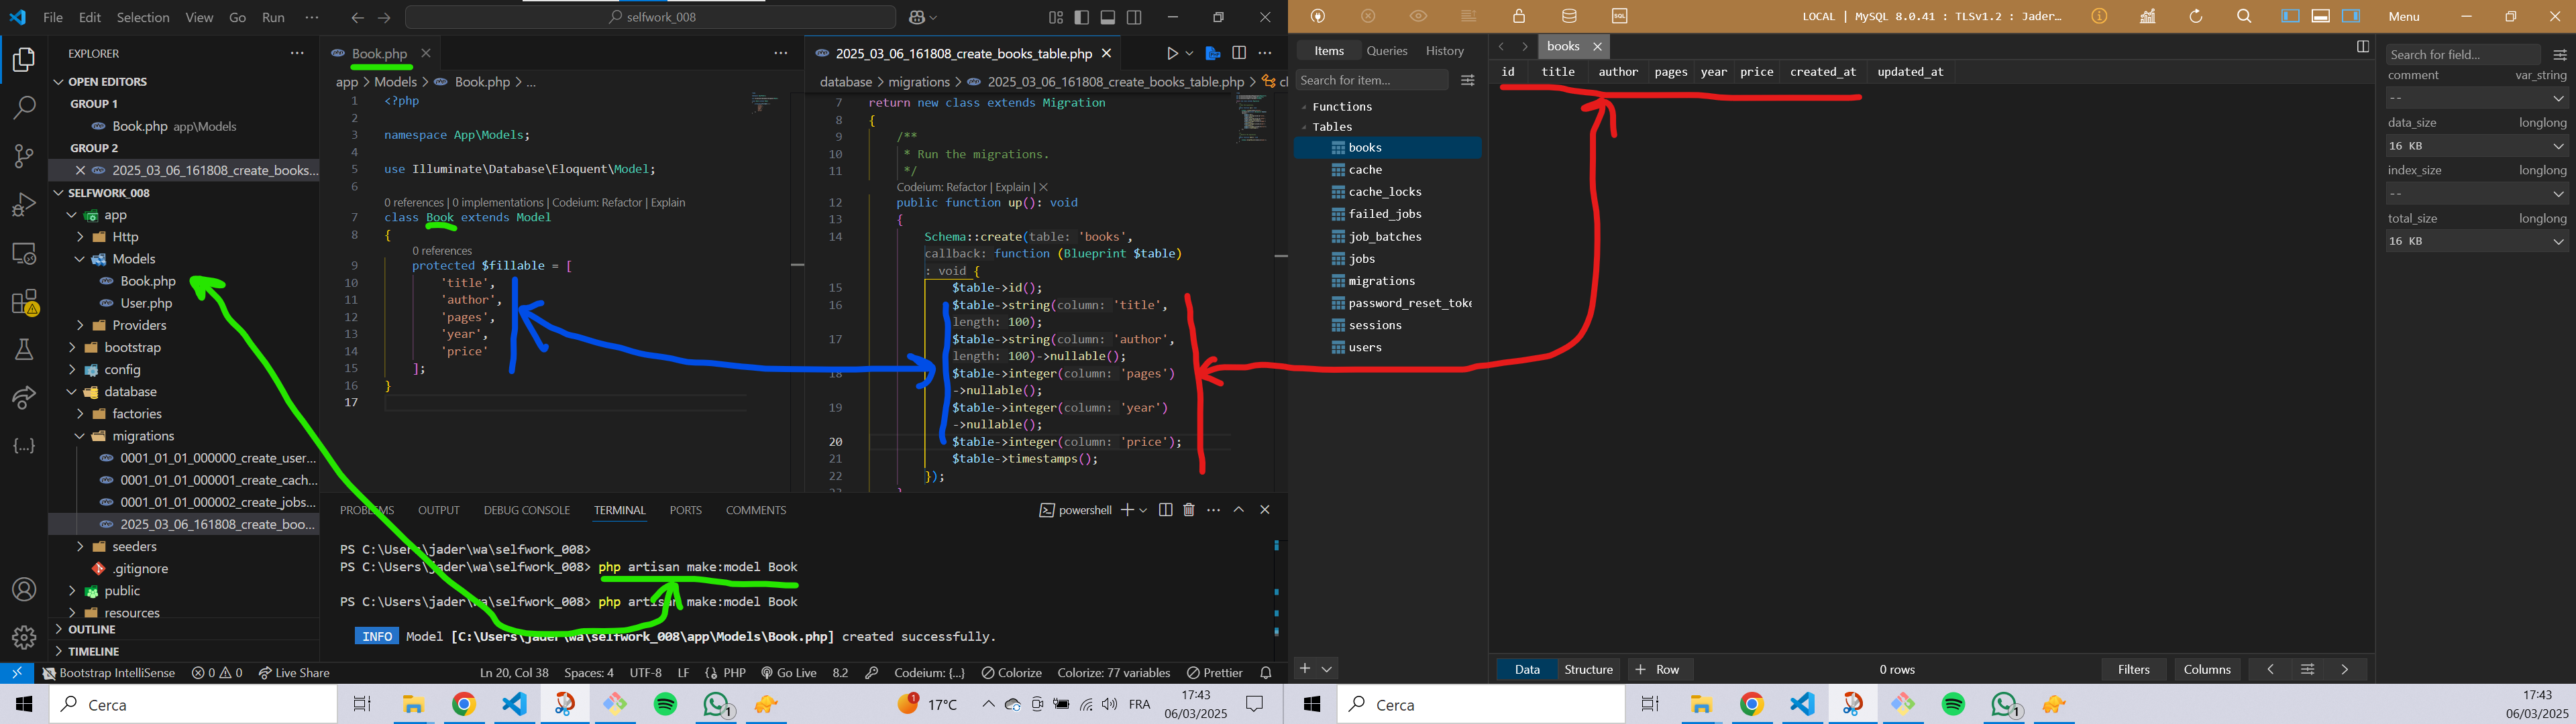 File Edit Selection View Go Run ···
selfwork_008
EXPLORER
OPEN EDITORS
GROUP 1
Book.php app\Models
GROUP 2
2025_03_06_161808_create_books...
SELFWORK_008
app
Http
Models
Book.php
User.php
Providers
bootstrap
config
database
factories
migrations
0001_01_01_000000_create_user...
0001_01_01_000001_create_cach...
0001_01_01_000002_create_jobs...
2025_03_06_161808_create_boo...
seeders
.gitignore
public
resources
OUTLINE
TIMELINE
Book.php
app > Models > Book.php > ...
1 <?php
2
3 namespace App\Models;
4
5 use Illuminate\Database\Eloquent\Model;
6
0 references | 0 implementations | Codeium: Refactor | Explain
7 class Book extends Model
8 {
0 references
9 protected $fillable = [
10 'title',
11 'author',
12 'pages',
13 'year',
14 'price'
15 ];
16 }
17
2025_03_06_161808_create_books_table.php
database > migrations > 2025_03_06_161808_create_books_table.php > cl
7 return new class extends Migration
8 {
9 /**
10 * Run the migrations.
11 */
Codeium: Refactor | Explain | X
12 public function up(): void
13 {
14 Schema::create(table: 'books',
callback: function (Blueprint $table)
: void {
15 $table->id();
16 $table->string(column: 'title',
length: 100);
17 $table->string(column: 'author',
length: 100)->nullable();
18 $table->integer(column: 'pages')
->nullable();
19 $table->integer(column: 'year')
->nullable();
20 $table->integer(column: 'price');
21 $table->timestamps();
22 });
PROBLEMS OUTPUT DEBUG CONSOLE TERMINAL PORTS COMMENTS
powershell
PS C:\Users\jader\wa\selfwork_008>
PS C:\Users\jader\wa\selfwork_008> php artisan make:model Book
PS C:\Users\jader\wa\selfwork_008> php artisan make:model Book
INFO Model [C:\Users\jader\wa\selfwork_008\app\Models\Book.php] created successfully.
Bootstrap IntelliSense 0 0 Live Share
Ln 20, Col 38 Spaces: 4 UTF-8 LF {} PHP Go Live 8.2 Codeium: {...} Colorize Colorize: 77 variables Prettier
Cerca
1
1
17°C
FRA
17:43
06/03/2025
SQL
LOCAL | MySQL 8.0.41 : TLSv1.2 : Jader…
Menu
Items Queries History
Search for item...
Functions
Tables
books
cache
cache_locks
failed_jobs
job_batches
jobs
migrations
password_reset_toke
sessions
users
books
id title author pages year price created_at updated_at
Data Structure + Row
0 rows
Filters Columns
Search for field...
comment var_string
--
data_size longlong
16 KB
index_size longlong
--
total_size longlong
16 KB
Cerca
1
17:43
06/03/2025